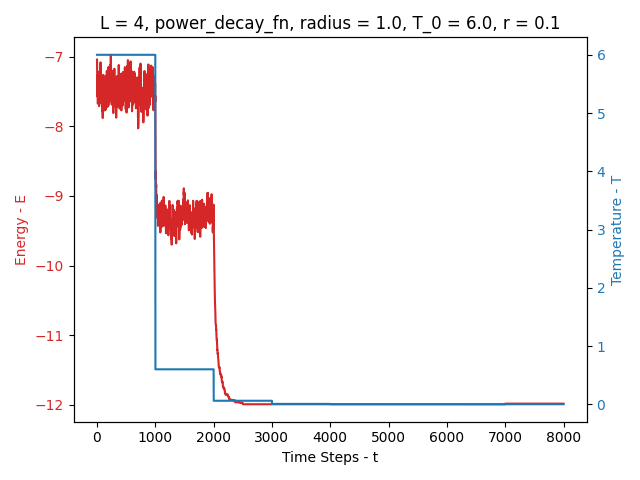 L = 4, power_decay_fn, radius = 1.0, T_0 = 6.0, r = 0.1
Energy - E
−7
−8
−9
−10
−11
−12
0 1000 2000 3000 4000 5000 6000 7000 8000
Time Steps - t
6
5
4
3
2
1
0
Temperature - T